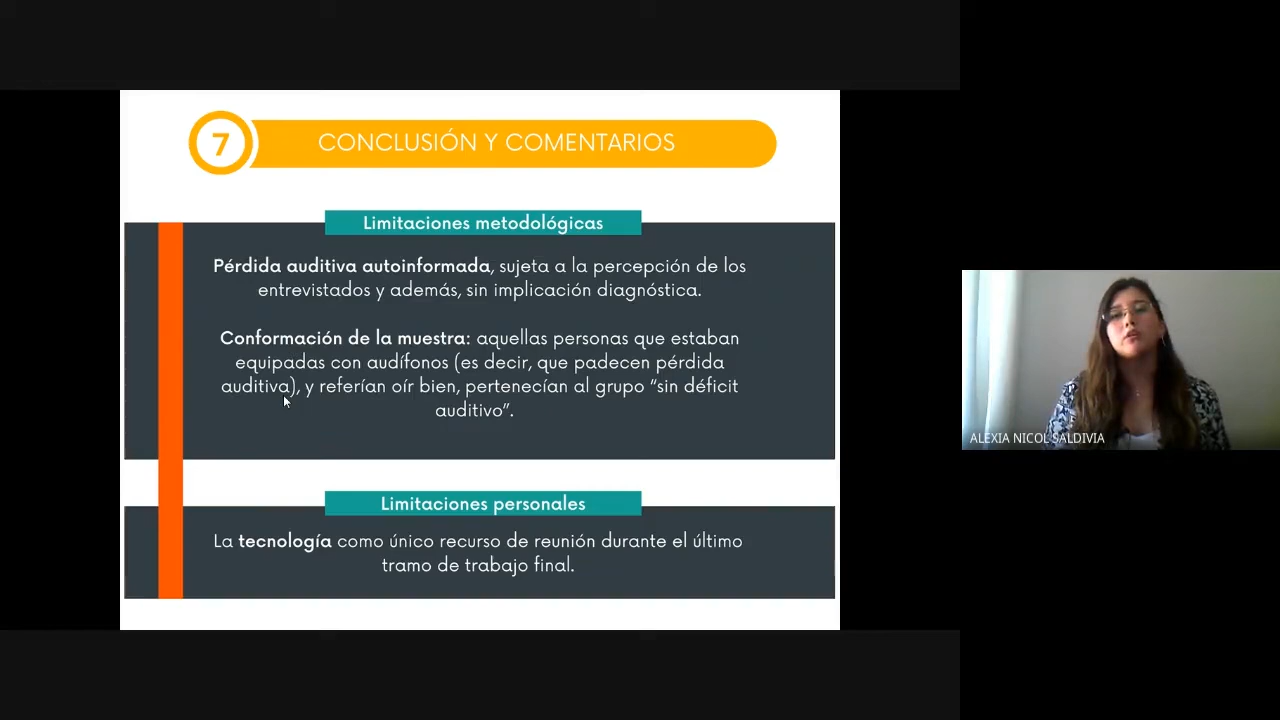 7
CONCLUSIÓN Y COMENTARIOS
Limitaciones metodológicas
Pérdida auditiva autoinformada, sujeta a la percepción de los
entrevistados y además, sin implicación diagnóstica.
Conformación de la muestra: aquellas personas que estaban
equipadas con audífonos (es decir, que padecen pérdida
auditiva), y referían oír bien, pertenecían al grupo “sin déficit
auditivo”.
Limitaciones personales
La tecnología como único recurso de reunión durante el último
tramo de trabajo final.
ALEXIA NICOL SALDIVIA